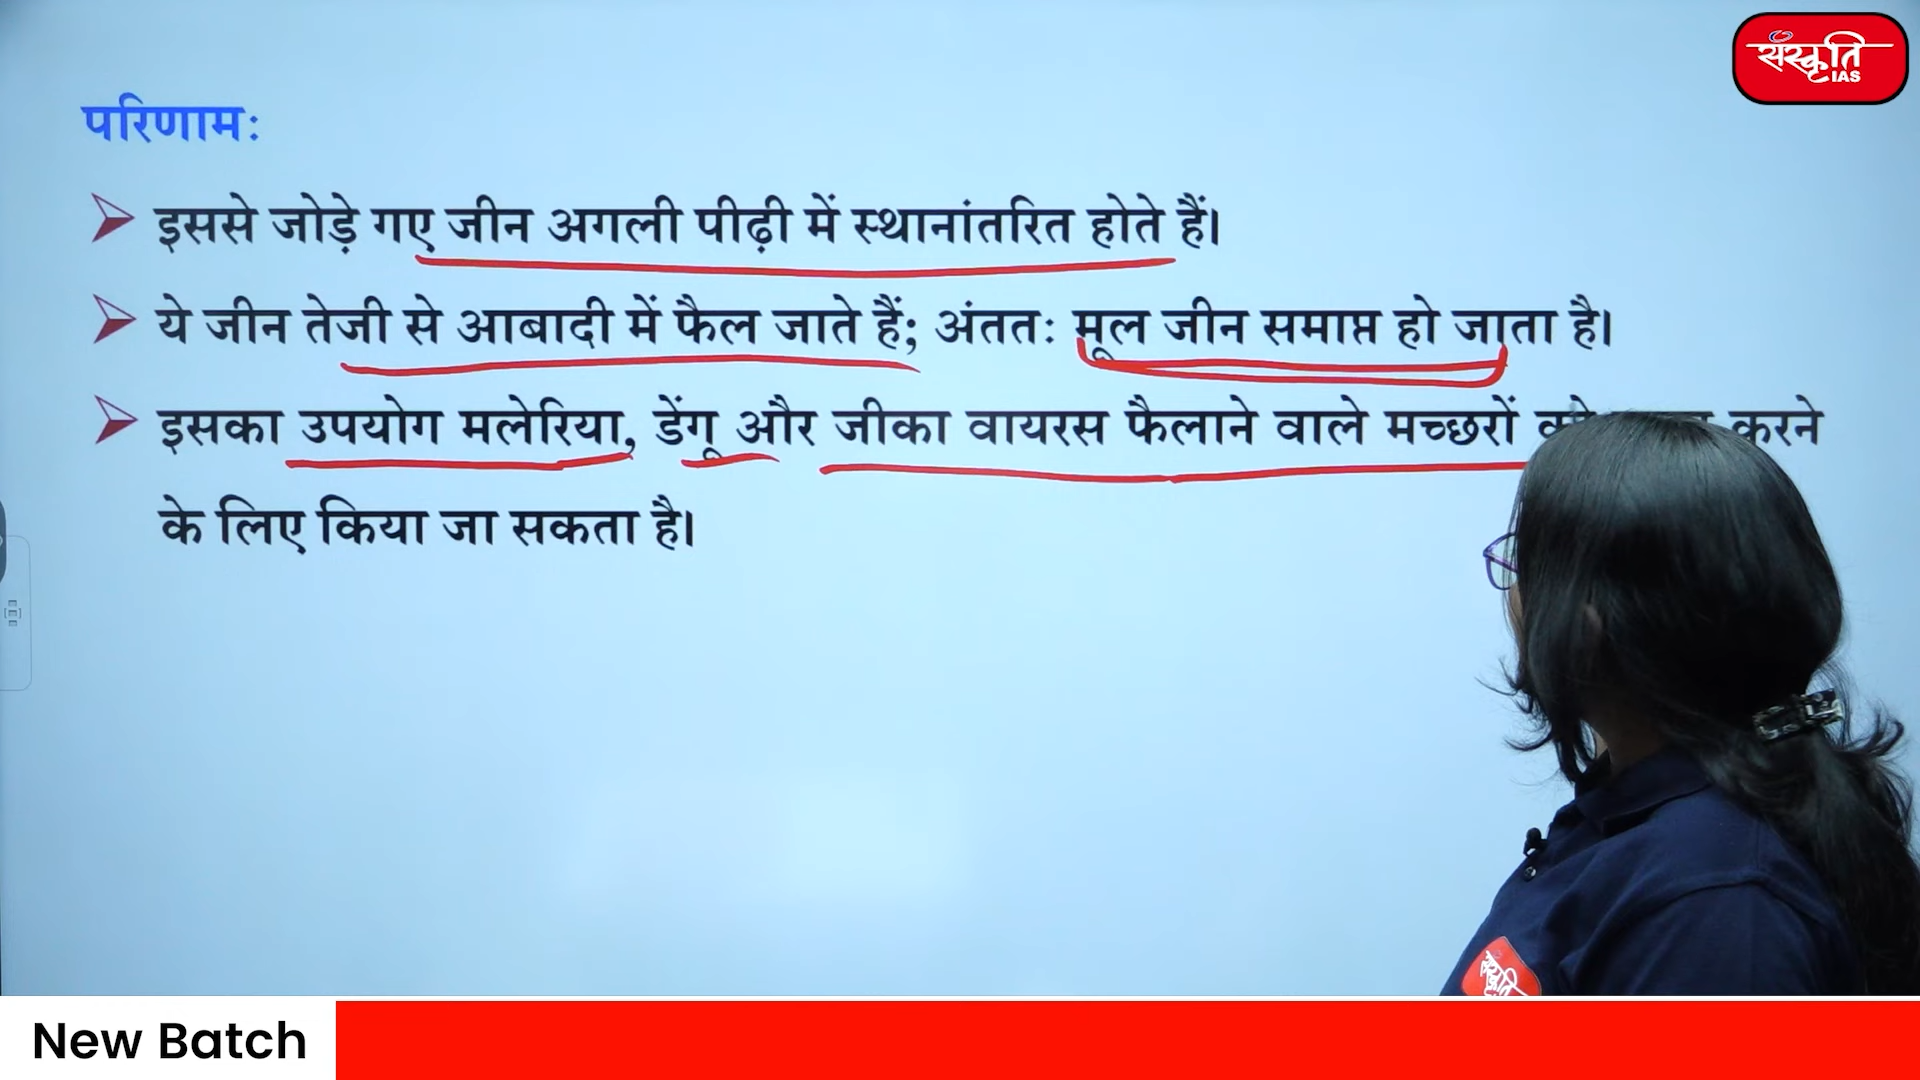 संस्कृति
IAS
परिणामः
इससे जोड़े गए जीन अगली पीढ़ी में स्थानांतरित होते हैं।
ये जीन तेजी से आबादी में फैल जाते हैं; अंततः मूल जीन समाप्त हो जाता है।
इसका उपयोग मलेरिया, डेंगू और जीका वायरस फैलाने वाले मच्छरों करने
के लिए किया जा सकता है।
संस्कृति
New Batch